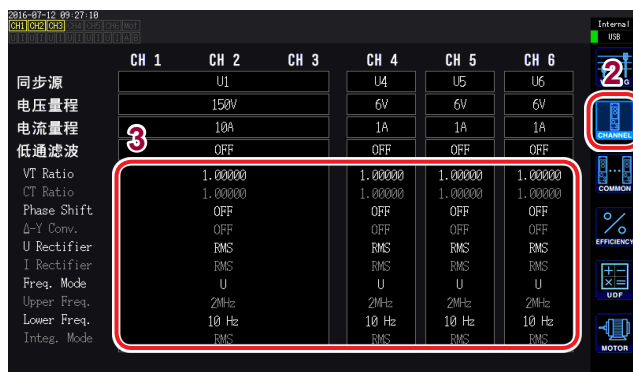 2016-07-12 09:27:10
CH1 CH2 CH3 CH4 CH5 CH6 Mot
U I U I U I U I U I U I A B
Internal
USB
CH 1 CH 2 CH 3 CH 4 CH 5 CH 6
同步源 U1 U4 U5 U6
电压量程 150V 6V 6V 6V
电流量程 10A 1A 1A 1A
低通滤波 OFF OFF OFF OFF
VT Ratio 1.00000 1.00000 1.00000 1.00000
CT Ratio 1.00000 1.00000 1.00000 1.00000
Phase Shift OFF OFF OFF OFF
Δ-Y Conv. OFF OFF OFF OFF
U Rectifier RMS RMS RMS RMS
I Rectifier RMS RMS RMS RMS
Freq. Mode U U U U
Upper Freq. 2MHz 2MHz 2MHz 2MHz
Lower Freq. 10 Hz 10 Hz 10 Hz 10 Hz
Integ. Mode RMS RMS RMS RMS
3
2
CHANNEL
COMMON
EFFICIENCY
UDF
MOTOR